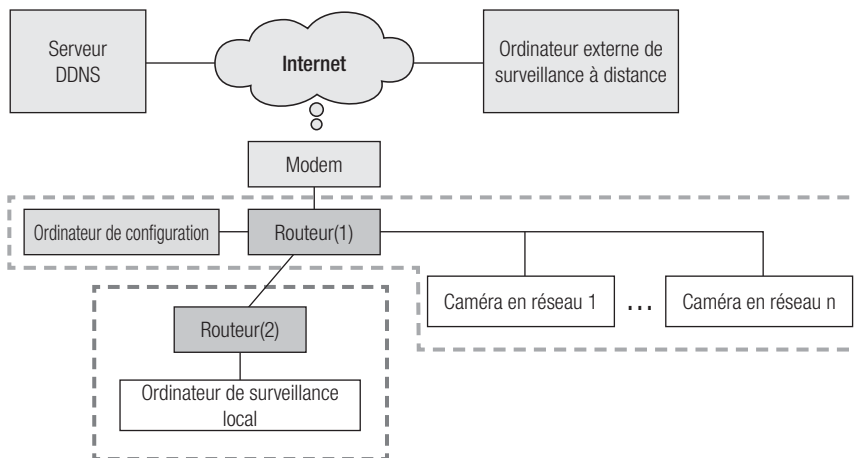 Serveur
DDNS
Internet
Ordinateur externe de
surveillance à distance
Modem
Ordinateur de configuration
Routeur(1)
Caméra en réseau 1
...
Caméra en réseau n
Routeur(2)
Ordinateur de surveillance
local